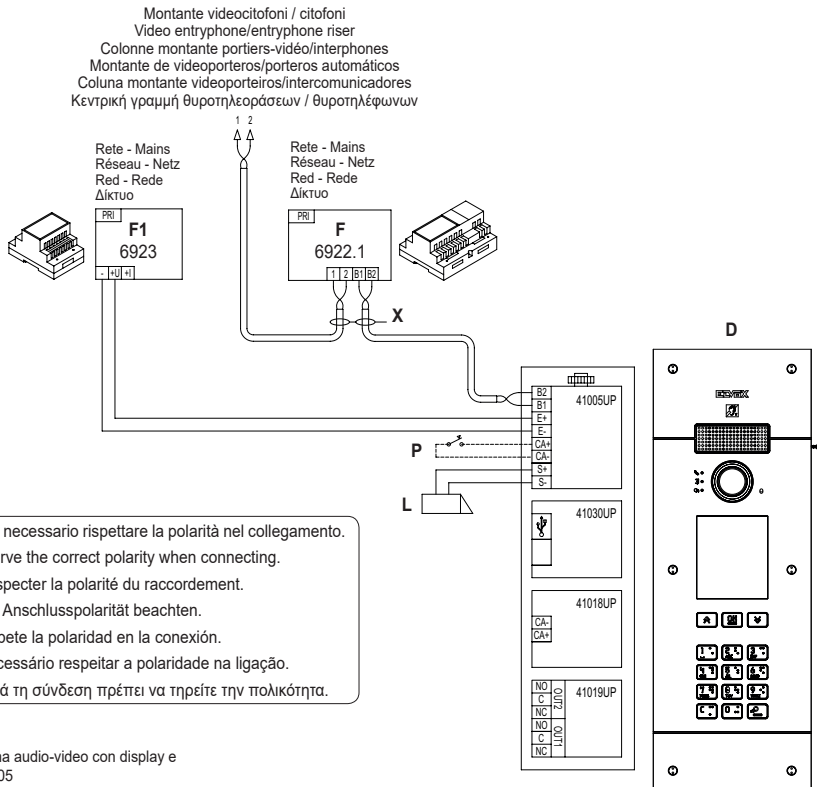 Montante videocitofoni / citofoni
Video entryphone/entryphone riser
Colonne montante portiers-vidéo/interphones
Montante de videoporteros/porteros automáticos
Coluna montante videoporteiros/intercomunicadores
Κεντρική γραμμή θυροτηλεοράσεων / θυροτηλέφωνων
1 2
Rete - Mains
Réseau - Netz
Red - Rede
Δίκτυο
PRI
F1
6923
- +U +I
Rete - Mains
Réseau - Netz
Red - Rede
Δίκτυο
PRI
F
6922.1
1 2 B1 B2
X
D
ELVOX
B2
B1
E+
E-
CA+
CA-
S+
S-
41005UP
P
L
41030UP
41018UP
CA-
CA+
41019UP
NO
C
NC
OUT2
NO
C
NC
OUT1
necessario rispettare la polarità nel collegamento.
erve the correct polarity when connecting.
specter la polarité du raccordement.
Anschlusspolarität beachten.
pete la polaridad en la conexión.
cessário respeitar a polaridade na ligação.
ά τη σύνδεση πρέπει να τηρείτε την πολικότητα.
na audio-video con display e
05